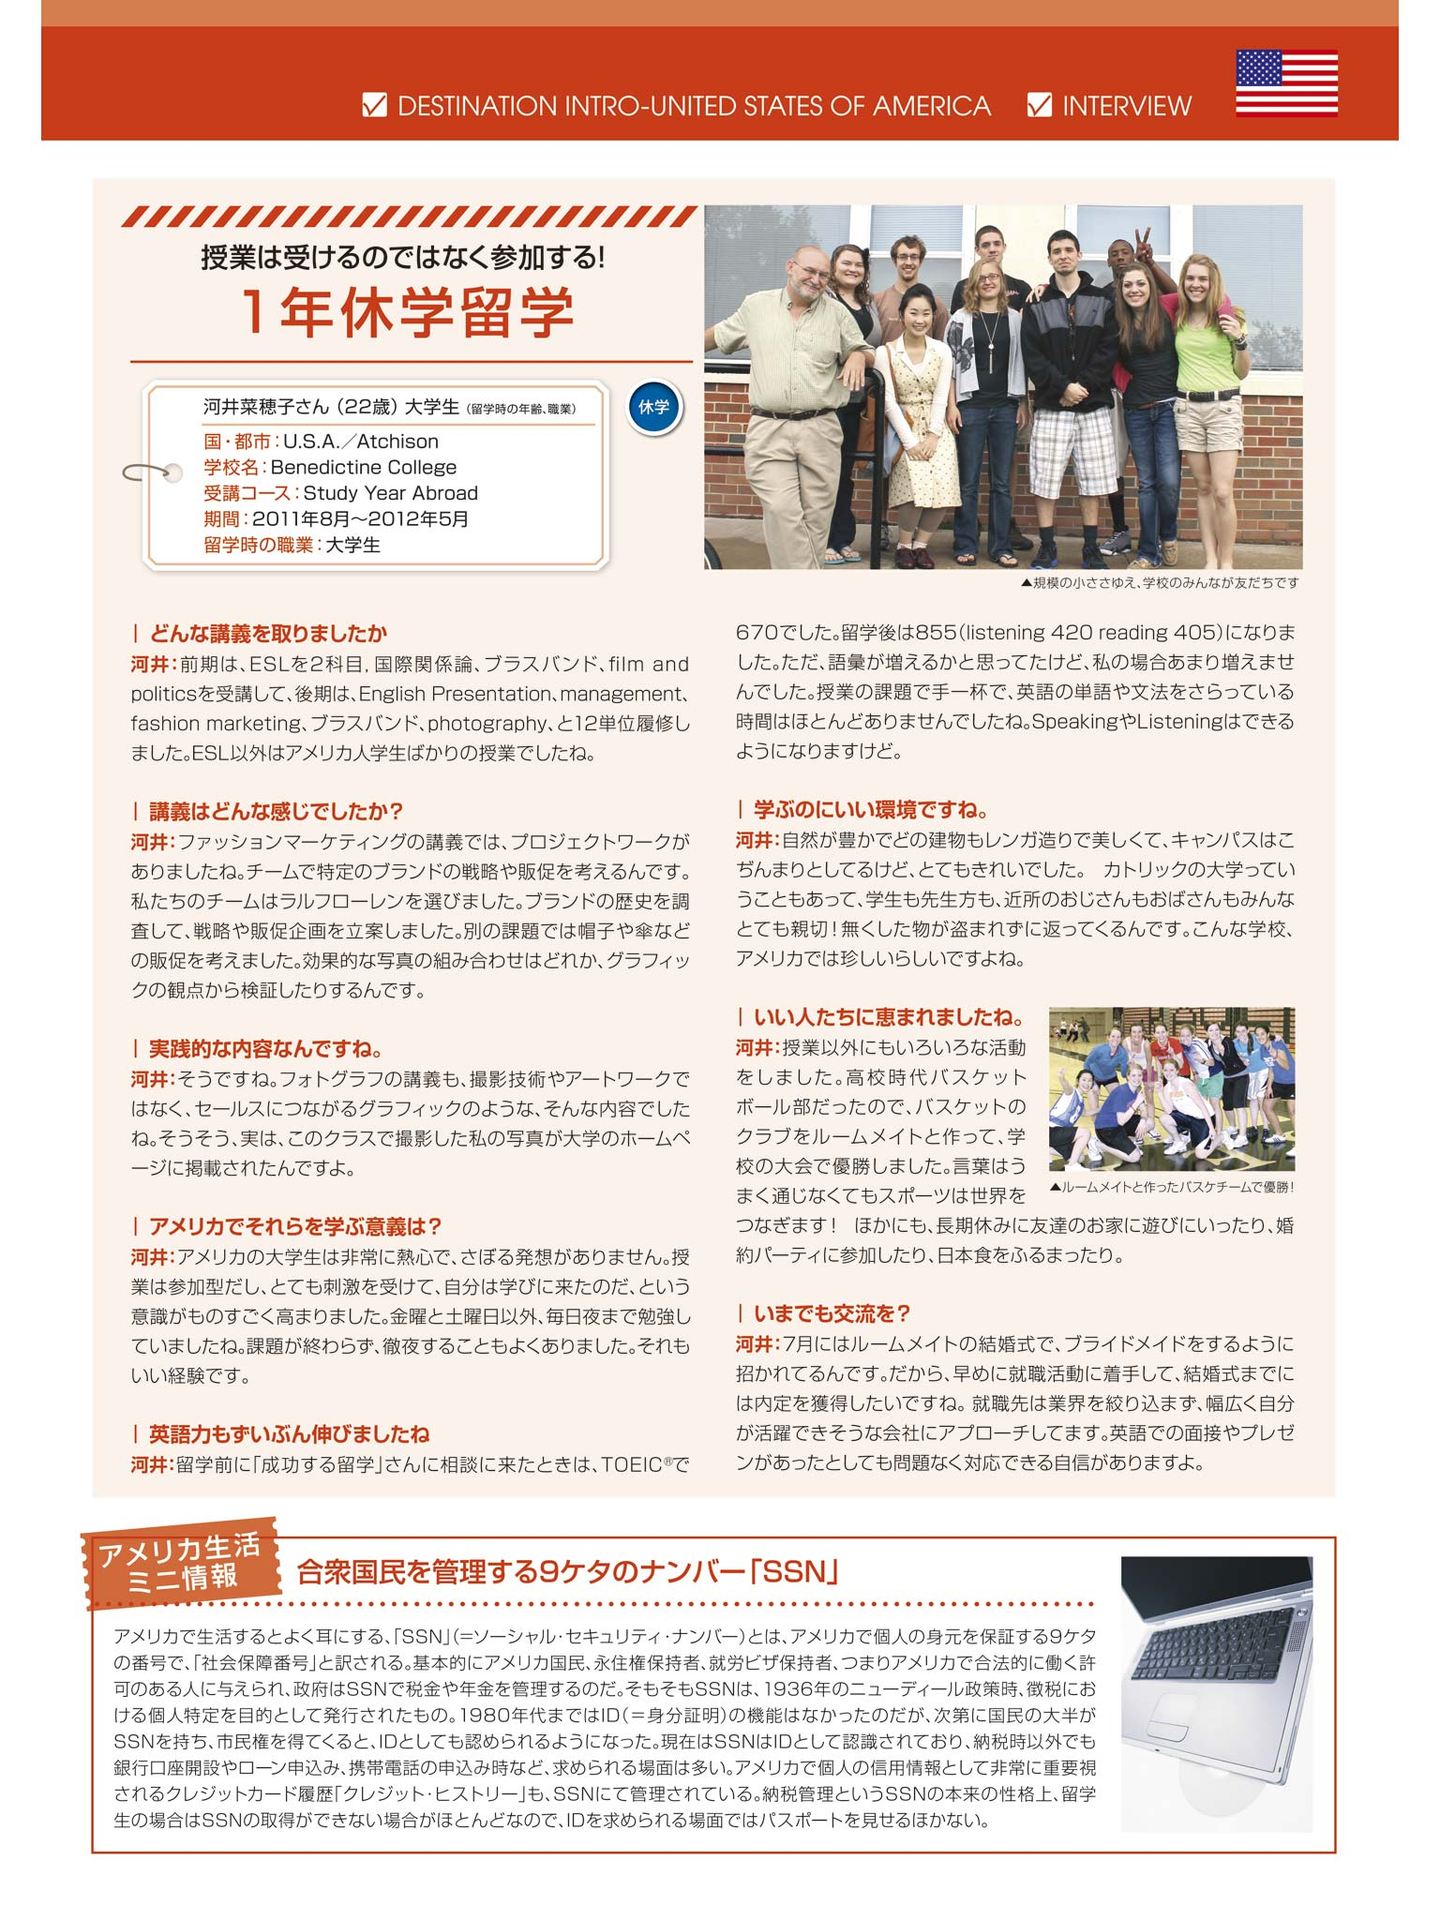 DESTINATION INTRO-UNITED STATES OF AMERICA
INTERVIEW
授業は受けるのではなく参加する!
1年休学留学
河井菜穂子さん（22歳）大学生（留学時の年齢、職業）
国・都市：U.S.A.／Atchison
学校名：Benedictine College
受講コース：Study Year Abroad
期間：2011年8月〜2012年5月
留学時の職業：大学生
休学
▲規模の小ささゆえ、学校のみんなが友だちです
| どんな講義を取りましたか
河井：前期は、ESLを2科目, 国際関係論、ブラスバンド、film and
politicsを受講して、後期は、English Presentation、management、
fashion marketing、ブラスバンド、photography、と12単位履修し
ました。ESL以外はアメリカ人学生ばかりの授業でしたね。
| 講義はどんな感じでしたか？
河井：ファッションマーケティングの講義では、プロジェクトワークが
ありましたね。チームで特定のブランドの戦略や販促を考えるんです。
私たちのチームはラルフローレンを選びました。ブランドの歴史を調
査して、戦略や販促企画を立案しました。別の課題では帽子や傘など
の販促を考えました。効果的な写真の組み合わせはどれか、グラフィッ
クの観点から検証したりするんです。
| 実践的な内容なんですね。
河井：そうですね。フォトグラフの講義も、撮影技術やアートワークで
はなく、セールスにつながるグラフィックのような、そんな内容でした
ね。そうそう、実は、このクラスで撮影した私の写真が大学のホームペ
ージに掲載されたんですよ。
| アメリカでそれらを学ぶ意義は？
河井：アメリカの大学生は非常に熱心で、さぼる発想がありません。授
業は参加型だし、とても刺激を受けて、自分は学びに来たのだ、という
意識がものすごく高まりました。金曜と土曜日以外、毎日夜まで勉強し
ていましたね。課題が終わらず、徹夜することもよくありました。それも
いい経験です。
| 英語力もずいぶん伸びましたね
河井：留学前に「成功する留学」さんに相談に来たときは、TOEIC®で
670でした。留学後は855（listening 420 reading 405）になりま
した。ただ、語彙が増えるかと思ってたけど、私の場合あまり増えませ
んでした。授業の課題で手一杯で、英語の単語や文法をさらっている
時間はほとんどありませんでしたね。SpeakingやListeningはできる
ようになりますけど。
| 学ぶのにいい環境ですね。
河井：自然が豊かでどの建物もレンガ造りで美しくて、キャンパスはこ
ぢんまりとしてるけど、とてもきれいでした。　カトリックの大学ってい
うこともあって、学生も先生方も、近所のおじさんもおばさんもみんな
とても親切！無くした物が盗まれずに返ってくるんです。こんな学校、
アメリカでは珍しいらしいですよね。
| いい人たちに恵まれましたね。
河井：授業以外にもいろいろな活動
をしました。高校時代バスケット
ボール部だったので、バスケットの
クラブをルームメイトと作って、学
校の大会で優勝しました。言葉はう
まく通じなくてもスポーツは世界を
つなぎます！　ほかにも、長期休みに友達のお家に遊びにいったり、婚
約パーティに参加したり、日本食をふるまったり。
▲ルームメイトと作ったバスケチームで優勝！
| いまでも交流を？
河井：7月にはルームメイトの結婚式で、ブライドメイドをするように
招かれてるんです。だから、早めに就職活動に着手して、結婚式までに
は内定を獲得したいですね。 就職先は業界を絞り込まず、幅広く自分
が活躍できそうな会社にアプローチしてます。英語での面接やプレゼ
ンがあったとしても問題なく対応できる自信がありますよ。
アメリカ生活
ミニ情報
合衆国民を管理する9ケタのナンバー「SSN」
アメリカで生活するとよく耳にする、「SSN」（=ソーシャル・セキュリティ・ナンバー）とは、アメリカで個人の身元を保証する9ケタ
の番号で、「社会保障番号」と訳される。基本的にアメリカ国民、永住権保持者、就労ビザ保持者、つまりアメリカで合法的に働く許
可のある人に与えられ、政府はSSNで税金や年金を管理するのだ。そもそもSSNは、1936年のニューディール政策時、徴税にお
ける個人特定を目的として発行されたもの。1980年代まではID（=身分証明）の機能はなかったのだが、次第に国民の大半が
SSNを持ち、市民権を得てくると、IDとしても認められるようになった。現在はSSNはIDとして認識されており、納税時以外でも
銀行口座開設やローン申込み、携帯電話の申込み時など、求められる場面は多い。アメリカで個人の信用情報として非常に重要視
されるクレジットカード履歴「クレジット・ヒストリー」も、SSNにて管理されている。納税管理というSSNの本来の性格上、留学
生の場合はSSNの取得ができない場合がほとんどなので、IDを求められる場面ではパスポートを見せるほかない。